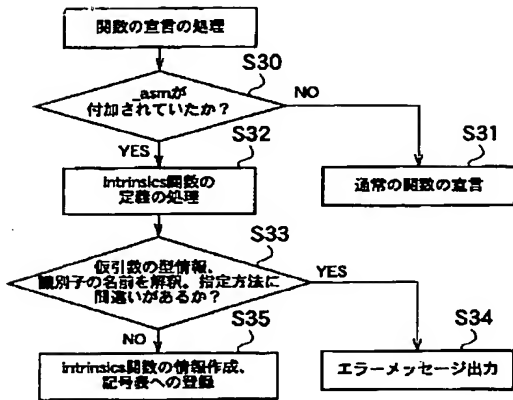 関数の宣言の処理
S30
_asmが
付加されていたか？
NO
YES
S32
S31
Intrinsics関数の
定義の処理
通常の関数の宣言
S33
仮引数の型情報、
識別子の名前を解釈。指定方法に
間違いがあるか？
YES
NO
S35
S34
Intrinsics関数の情報作成、
記号表への登録
エラーメッセージ出力